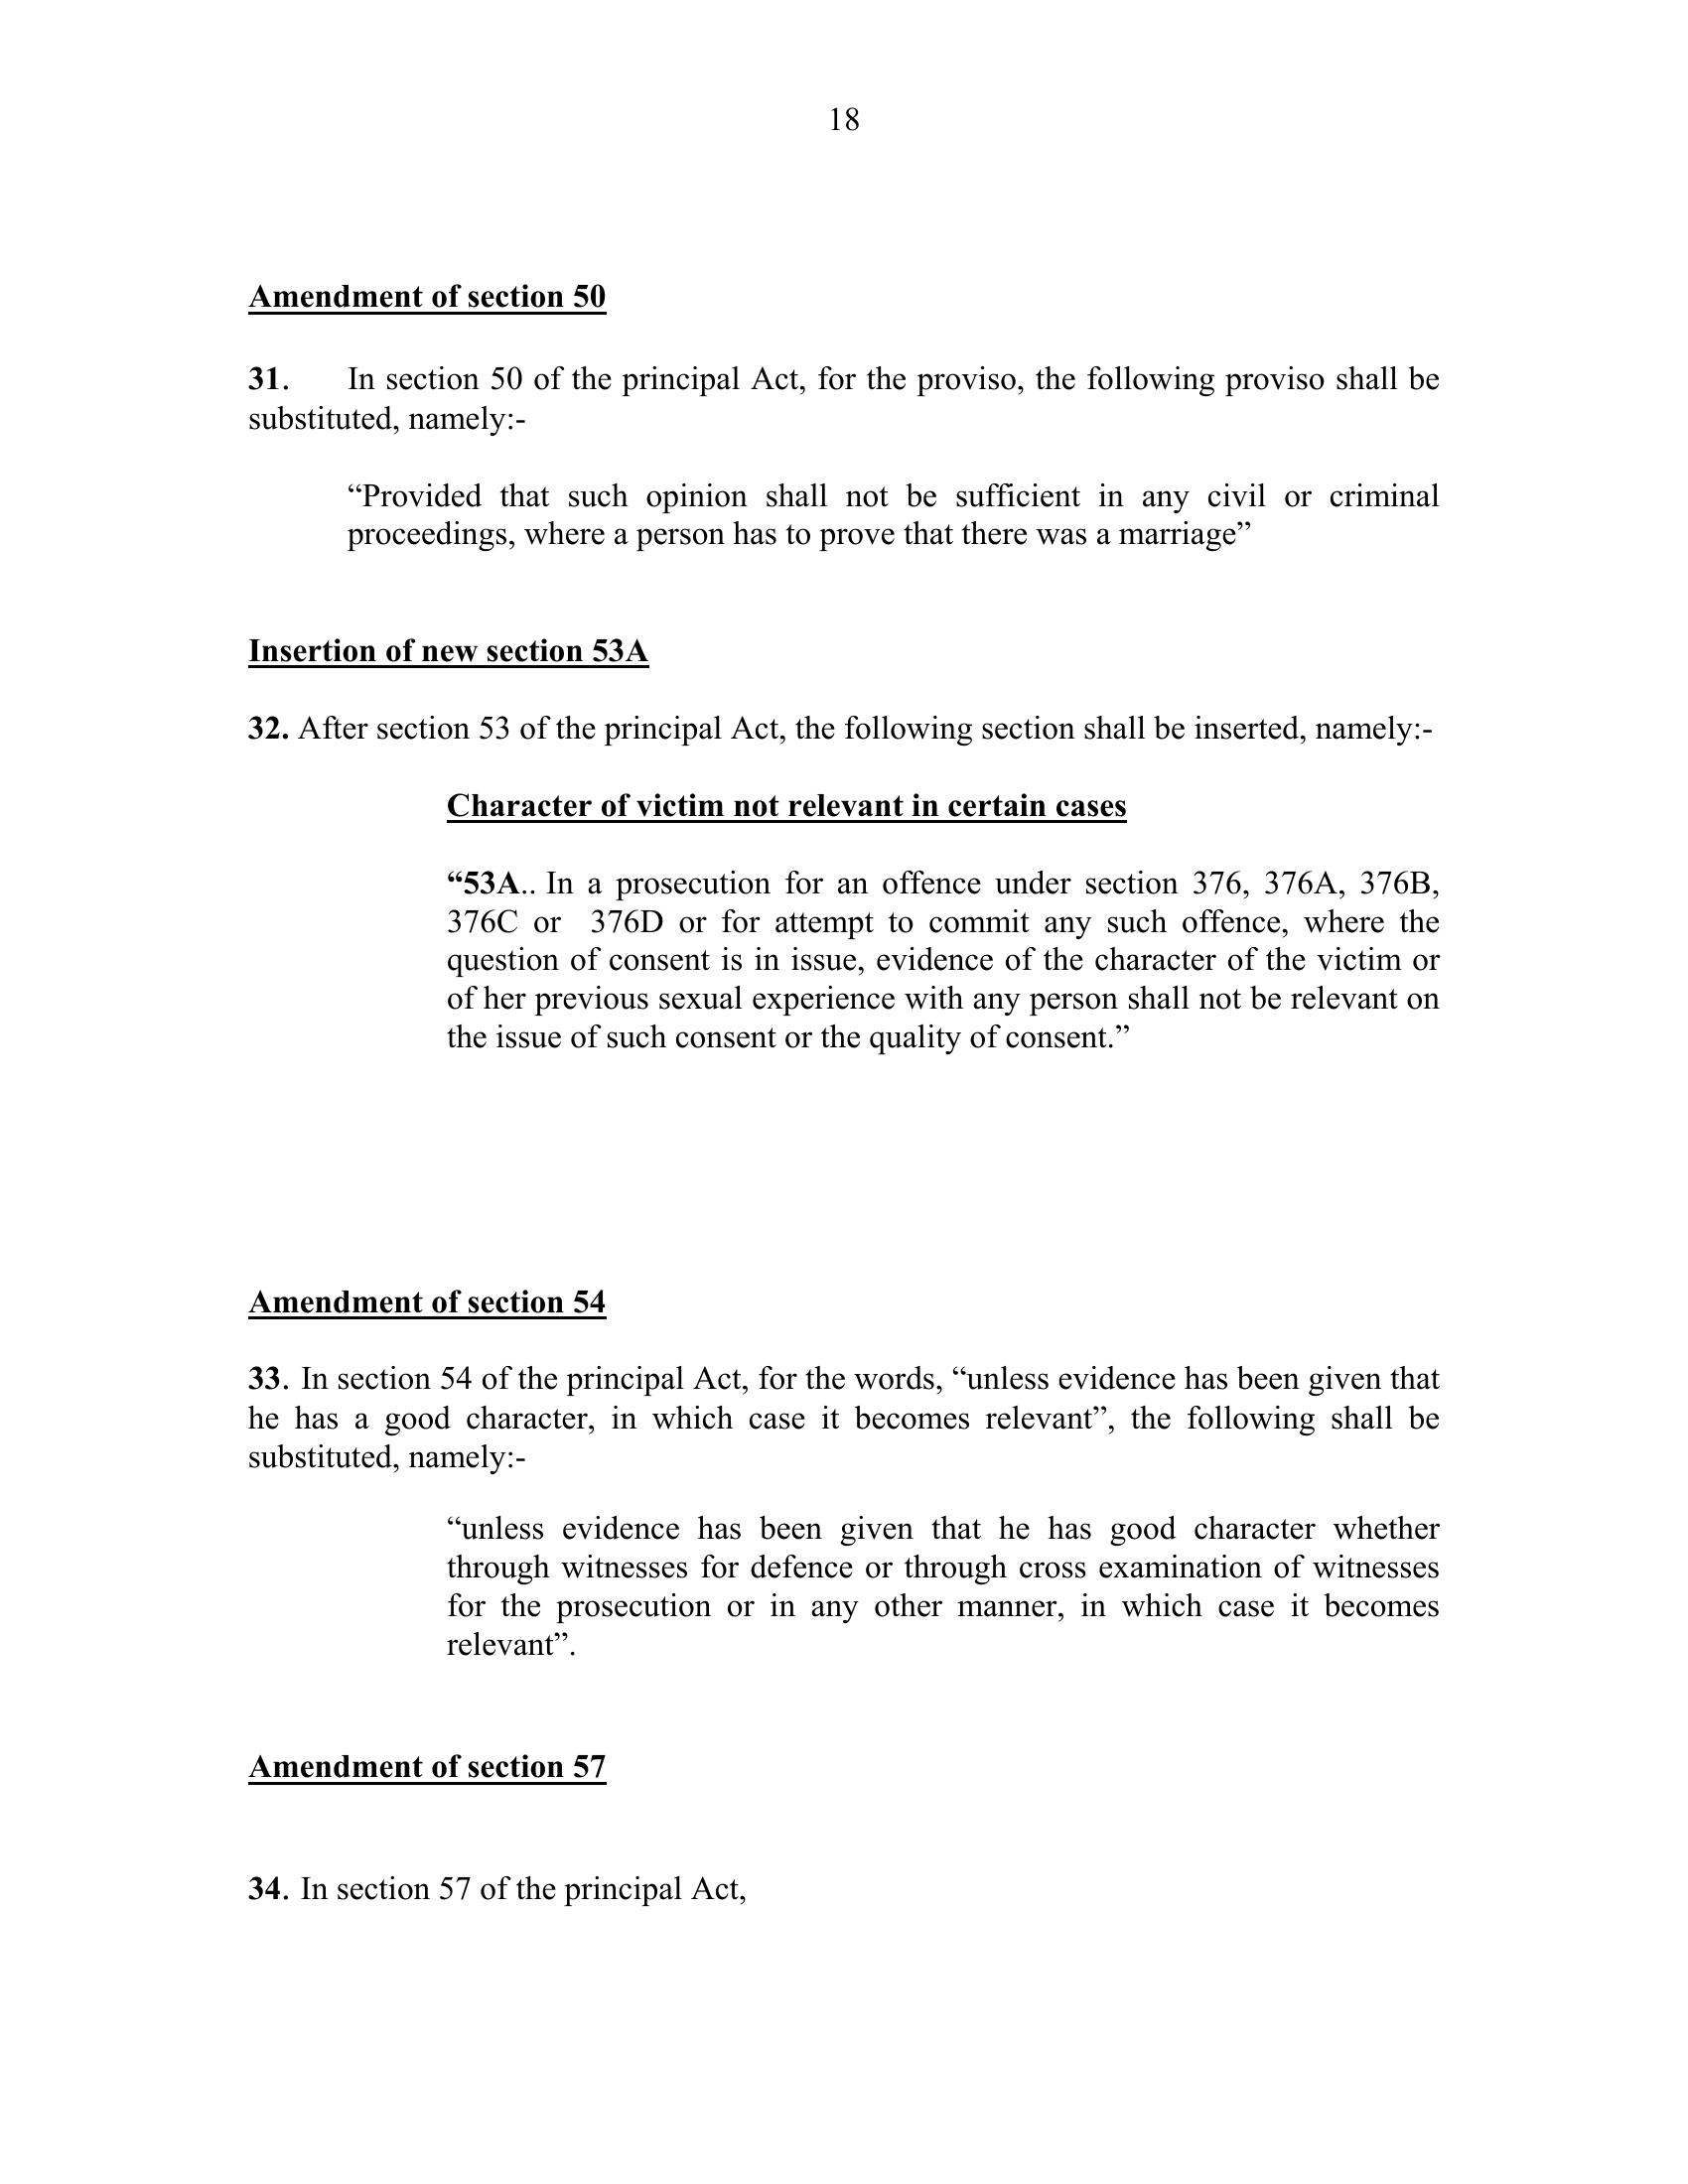 18
Amendment of section 50
31. In section 50 of the principal Act, for the proviso, the following proviso shall be
substituted, namely:-
“Provided that such opinion shall not be sufficient in any civil or criminal
proceedings, where a person has to prove that there was a marriage”
Insertion of new section 53A
32. After section 53 of the principal Act, the following section shall be inserted, namely:-
Character of victim not relevant in certain cases
“53A.. In a prosecution for an offence under section 376, 376A, 376B,
376C or 376D or for attempt to commit any such offence, where the
question of consent is in issue, evidence of the character of the victim or
of her previous sexual experience with any person shall not be relevant on
the issue of such consent or the quality of consent.”
Amendment of section 54
33. In section 54 of the principal Act, for the words, “unless evidence has been given that
he has a good character, in which case it becomes relevant”, the following shall be
substituted, namely:-
“unless evidence has been given that he has good character whether
through witnesses for defence or through cross examination of witnesses
for the prosecution or in any other manner, in which case it becomes
relevant”.
Amendment of section 57
34. In section 57 of the principal Act,